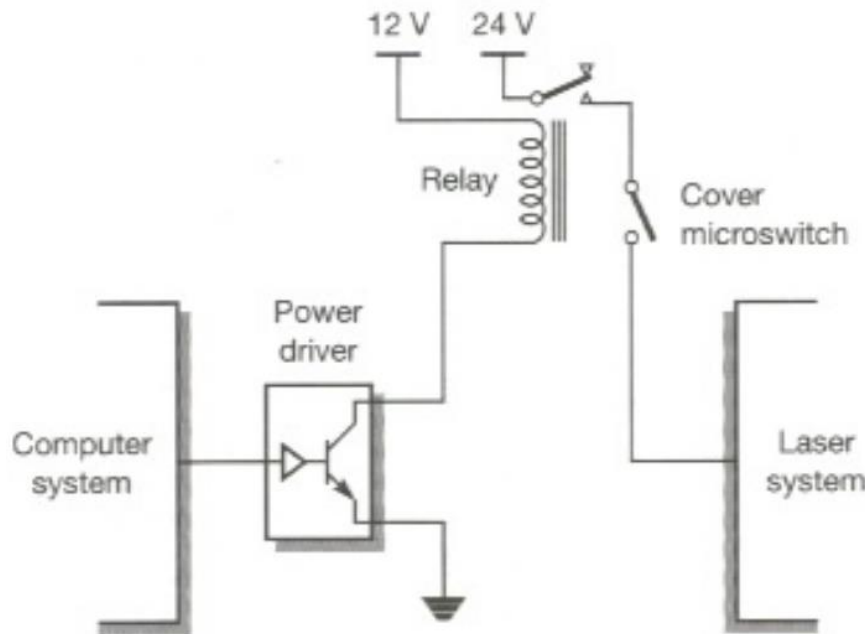 12 V
24 V
Relay
Cover
microswitch
Power
driver
Computer
system
Laser
system